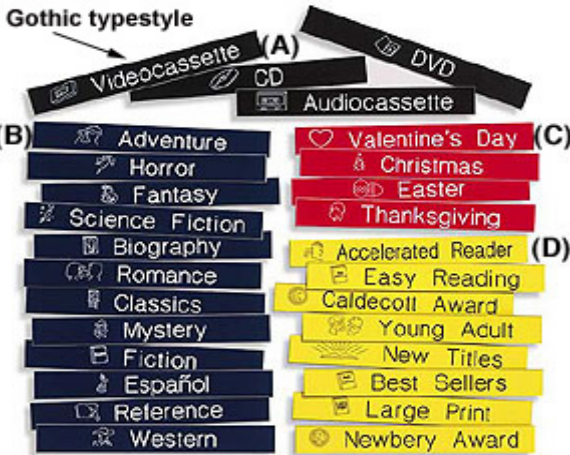 Gothic typestyle
(A)
Videocassette
CD
DVD
Audiocassette
(B)
Adventure
Horror
Fantasy
Science Fiction
Biography
Romance
Classics
Mystery
Fiction
Español
Reference
Western
(C)
Valentine's Day
Christmas
Easter
Thanksgiving
(D)
Accelerated Reader
Easy Reading
Caldecott Award
Young Adult
New Titles
Best Sellers
Large Print
Newbery Award